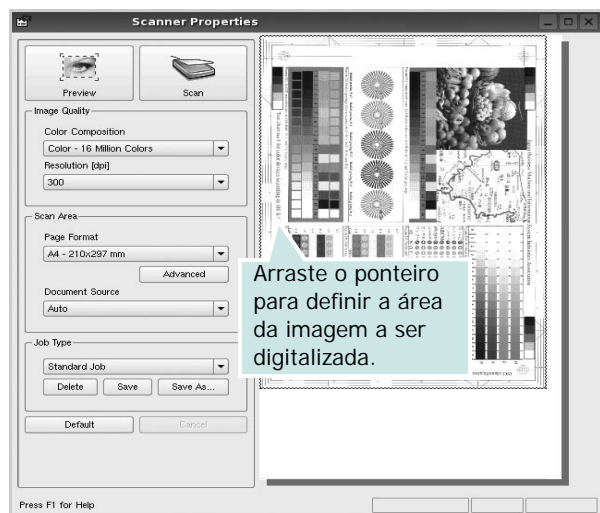 Scanner Properties
Preview
Scan
Image Quality
Color Composition
Color - 16 Million Colors
Resolution [dpi]
300
Scan Area
Page Format
A4 - 210x297 mm
Advanced
Document Source
Auto
Job Type
Standard Job
Delete
Save
Save As...
Default
Cancel
Press F1 for Help
Arraste o ponteiro
para definir a área
da imagem a ser
digitalizada.